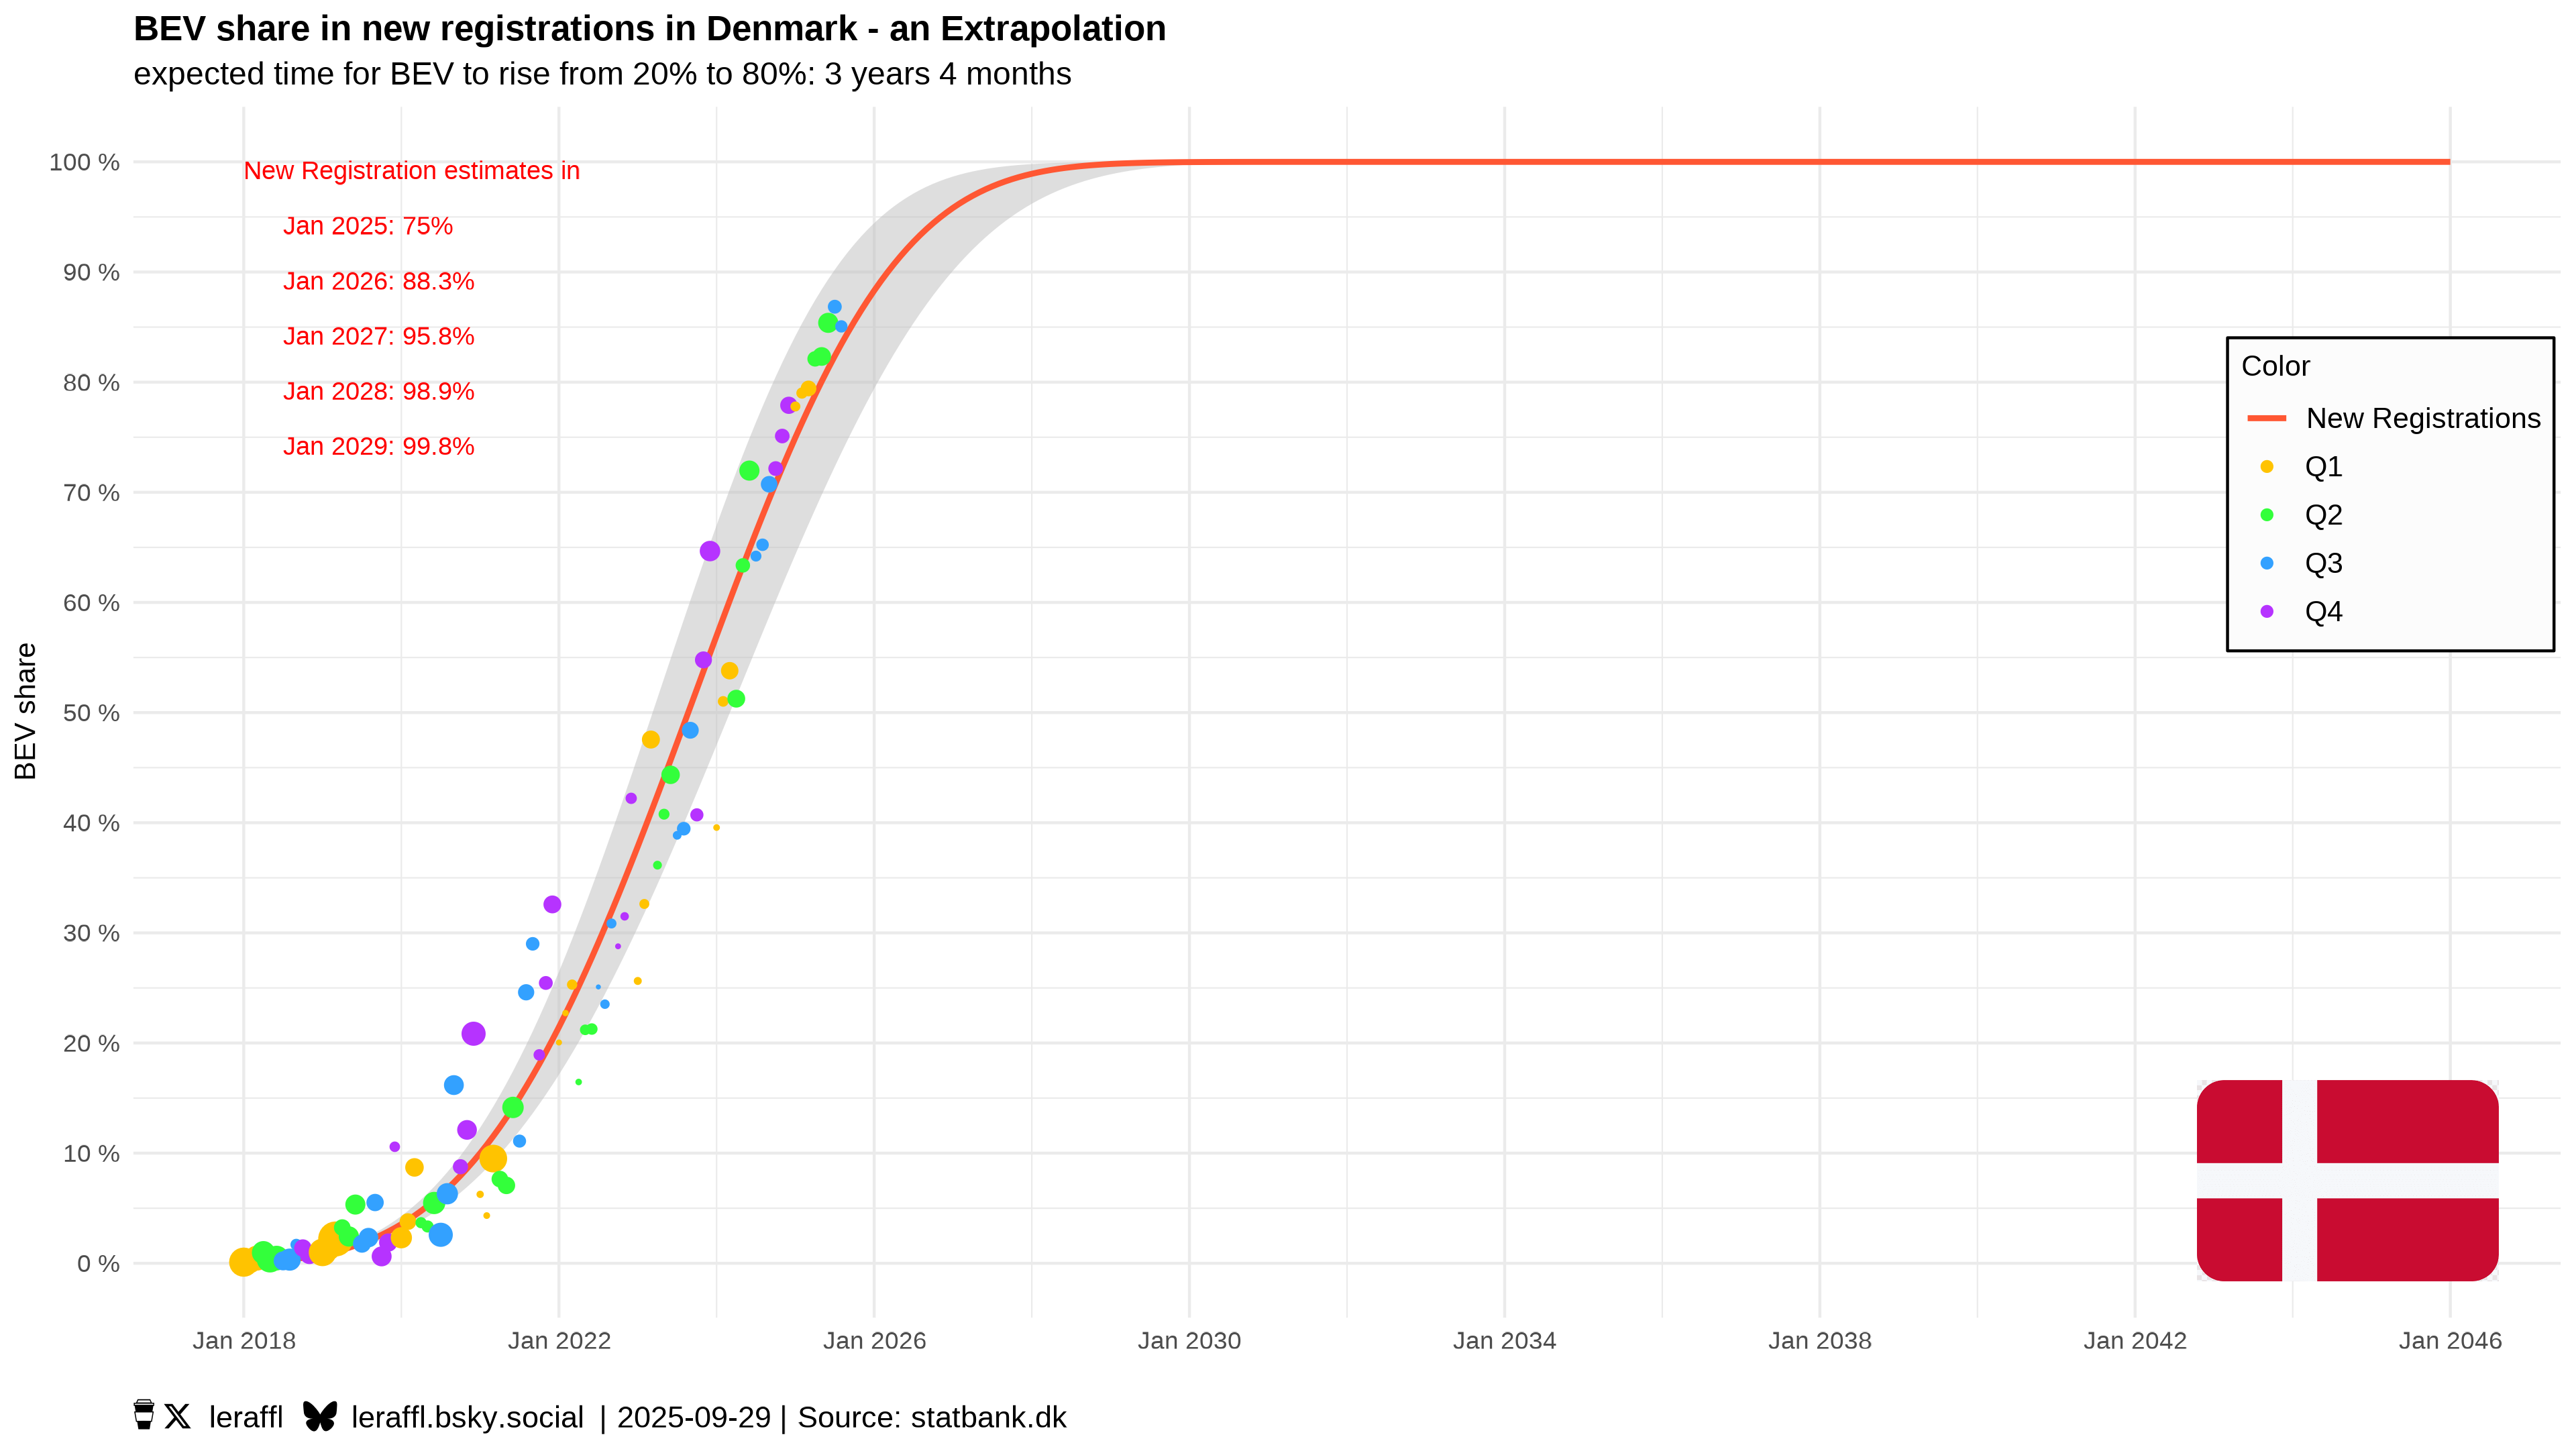 BEV share in new registrations in Denmark - an Extrapolation
expected time for BEV to rise from 20% to 80%: 3 years 4 months
BEV share
100 %
90 %
80 %
70 %
60 %
50 %
40 %
30 %
20 %
10 %
0 %
New Registration estimates in
Jan 2025: 75%
Jan 2026: 88.3%
Jan 2027: 95.8%
Jan 2028: 98.9%
Jan 2029: 99.8%
Color
New Registrations
Q1
Q2
Q3
Q4
Jan 2018 Jan 2022 Jan 2026 Jan 2030 Jan 2034 Jan 2038 Jan 2042 Jan 2046
leraffl leraffl.bsky.social | 2025-09-29 | Source: statbank.dk